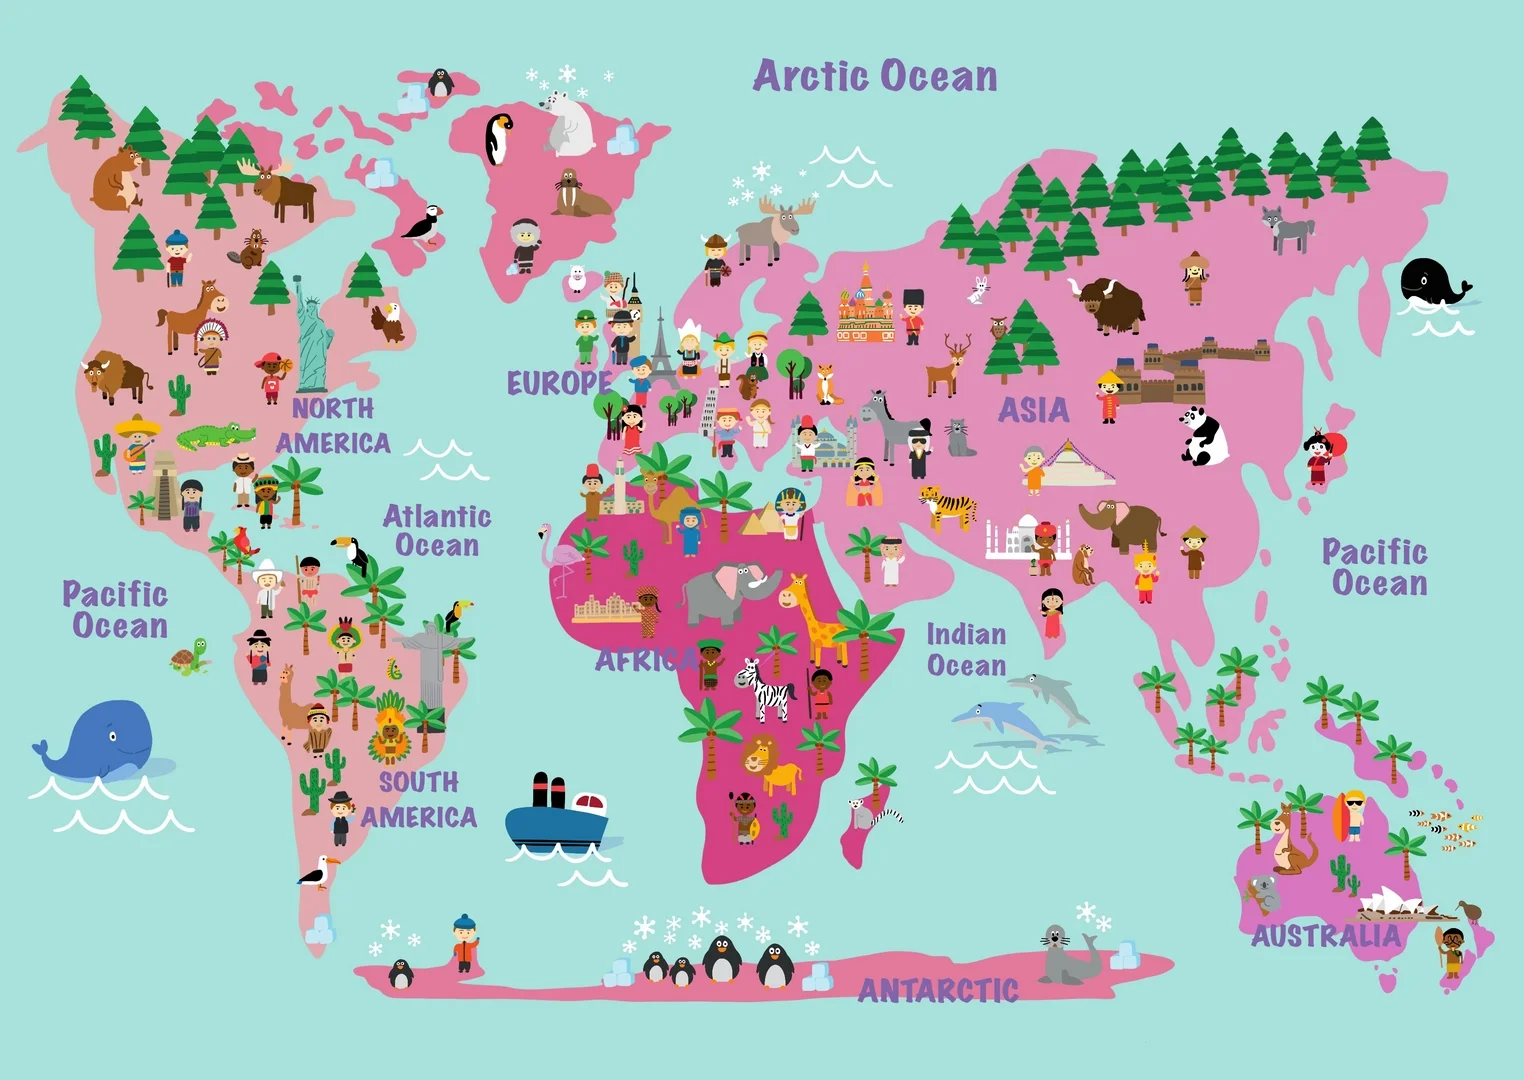 Arctic Ocean
EUROPE
NORTH
AMERICA
ASIA
Atlantic
Ocean
Pacific
Ocean
Pacific
Ocean
Indian
Ocean
AFRICA
SOUTH
AMERICA
AUSTRALIA
ANTARCTIC